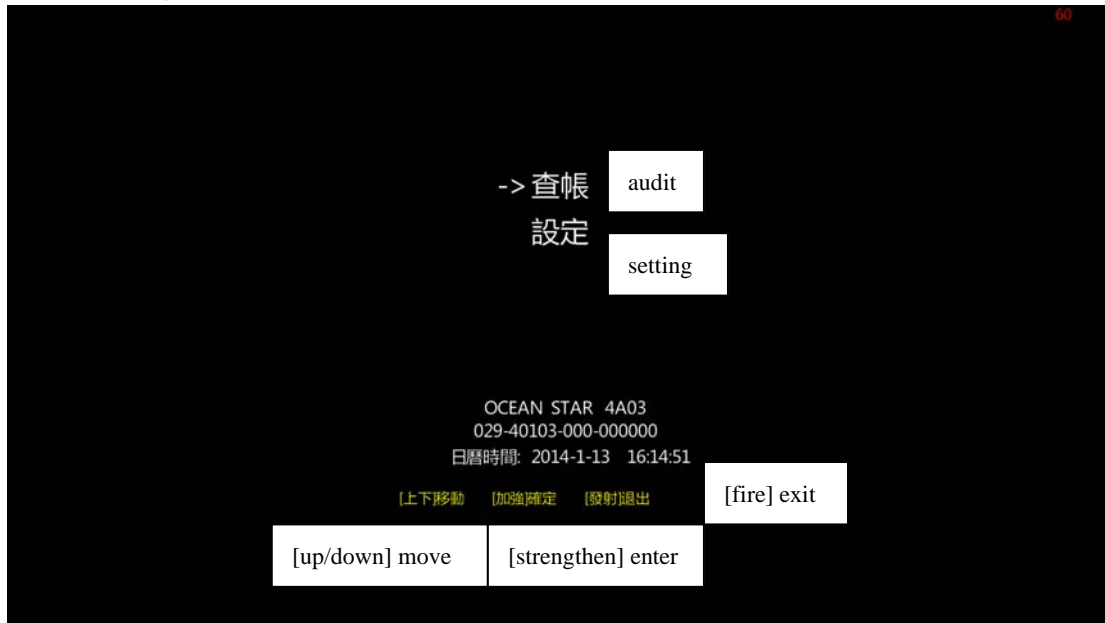 60
-> 查帳 audit
設定
setting
OCEAN STAR 4A03
029-40103-000-000000
日曆時間: 2014-1-13 16:14:51
[上下]移動 [加強]確定 [發射]退出 [fire] exit
[up/down] move [strengthen] enter